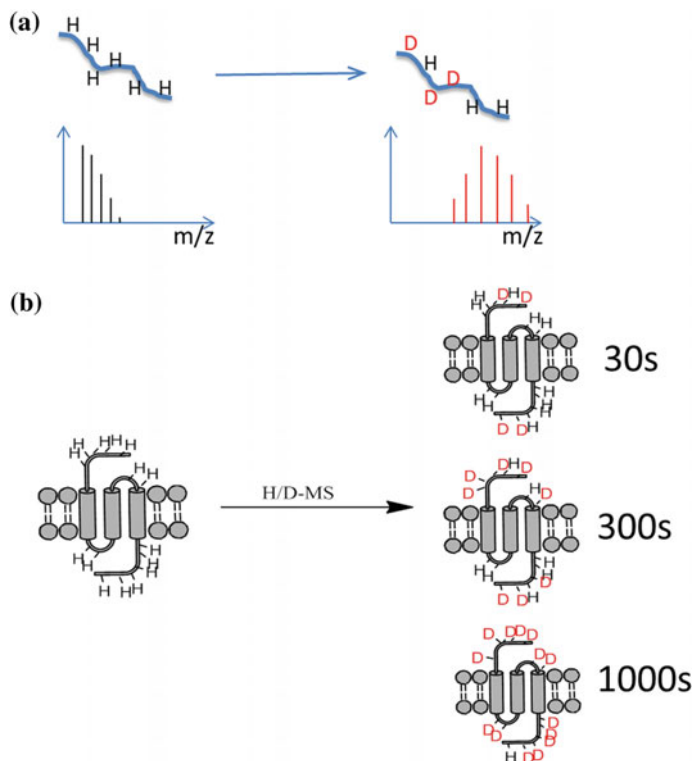 (a)
H
H
H
H
H H
D
H
D
D
H H
m/z
m/z
(b)
H H D H D
H H
H H
H H
D D H
30s
H H H H H H
H H
H H
H H H
H H H
H/D-MS
D D D H D
H D
H H
H H D
D D H
300s
D D D D D
D D
D D
D D D
H D D
1000s